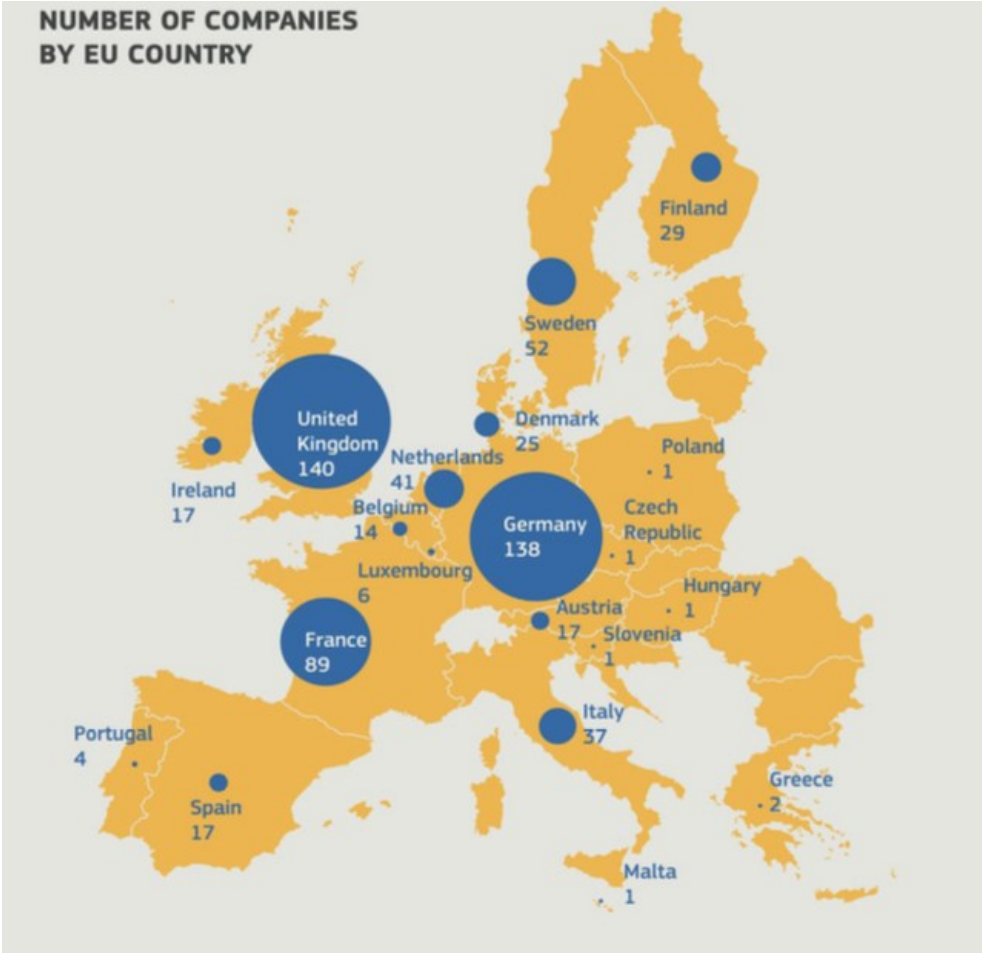 NUMBER OF COMPANIES
BY EU COUNTRY
Finland
29
Sweden
52
United
Kingdom
140
Denmark
25
Netherlands
41
Poland
1
Ireland
17
Belgium
14
Germany
138
Czech
Republic
1
Luxembourg
6
Hungary
1
Austria
17
Slovenia
1
France
89
Italy
37
Portugal
4
Spain
17
Greece
2
Malta
1